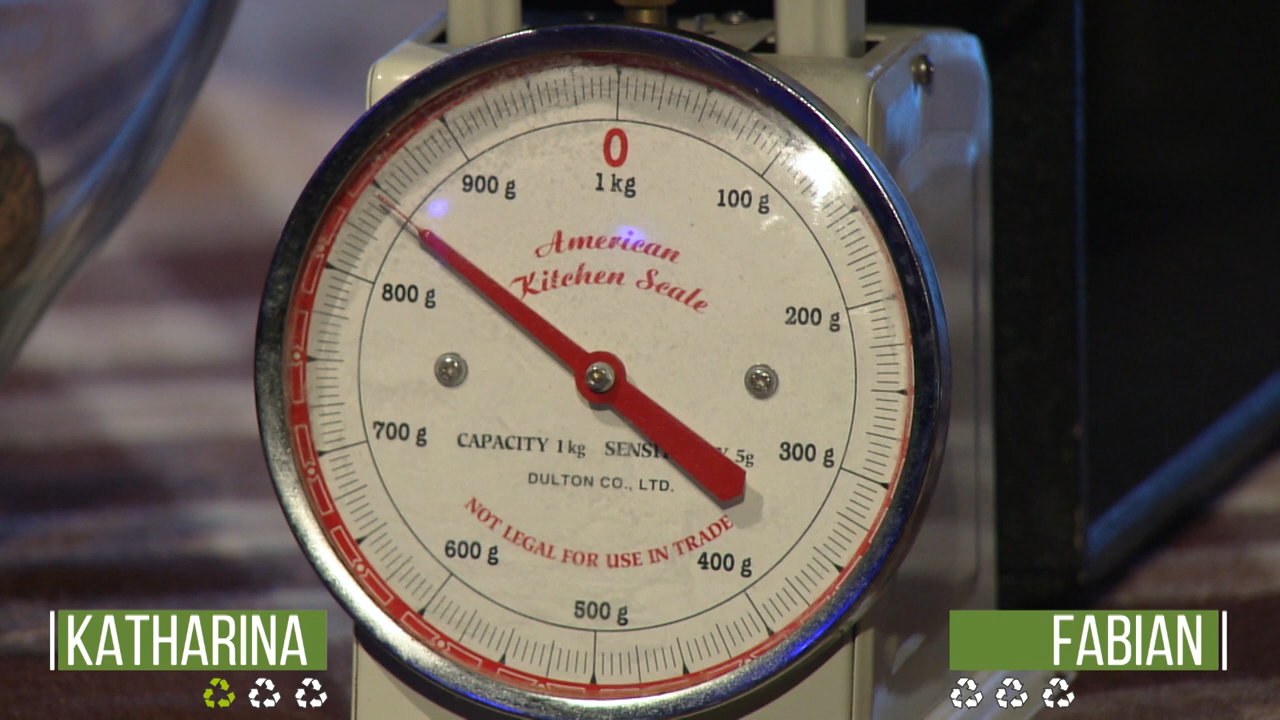 0
1 kg
900 g
100 g
American
Kitchen Scale
800 g
200 g
700 g
CAPACITY 1 kg
5g
300 g
DULTON CO., LTD.
NOT LEGAL FOR USE IN TRADE
600 g
400 g
500 g
KATHARINA
FABIAN